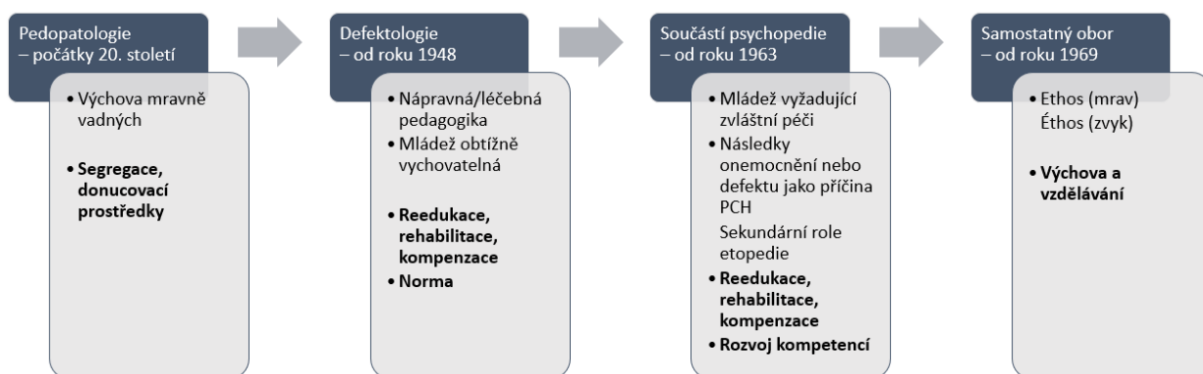 Pedopatologie
– počátky 20. století
• Výchova mravně
vadných
• Segregace,
donucovací
prostředky
Defektologie
– od roku 1948
• Nápravná/léčebná
pedagogika
• Mládež obtížně
vychovatelná
• Reedukace,
rehabilitace,
kompenzace
• Norma
Součástí psychopedie
– od roku 1963
• Mládež vyžadující
zvláštní péči
• Následky
onemocnění nebo
defektu jako příčina
PCH
Sekundární role
etopedie
• Reedukace,
rehabilitace,
kompenzace
• Rozvoj kompetencí
Samostatný obor
– od roku 1969
• Ethos (mrav)
Éthos (zvyk)
• Výchova a
vzdělávání